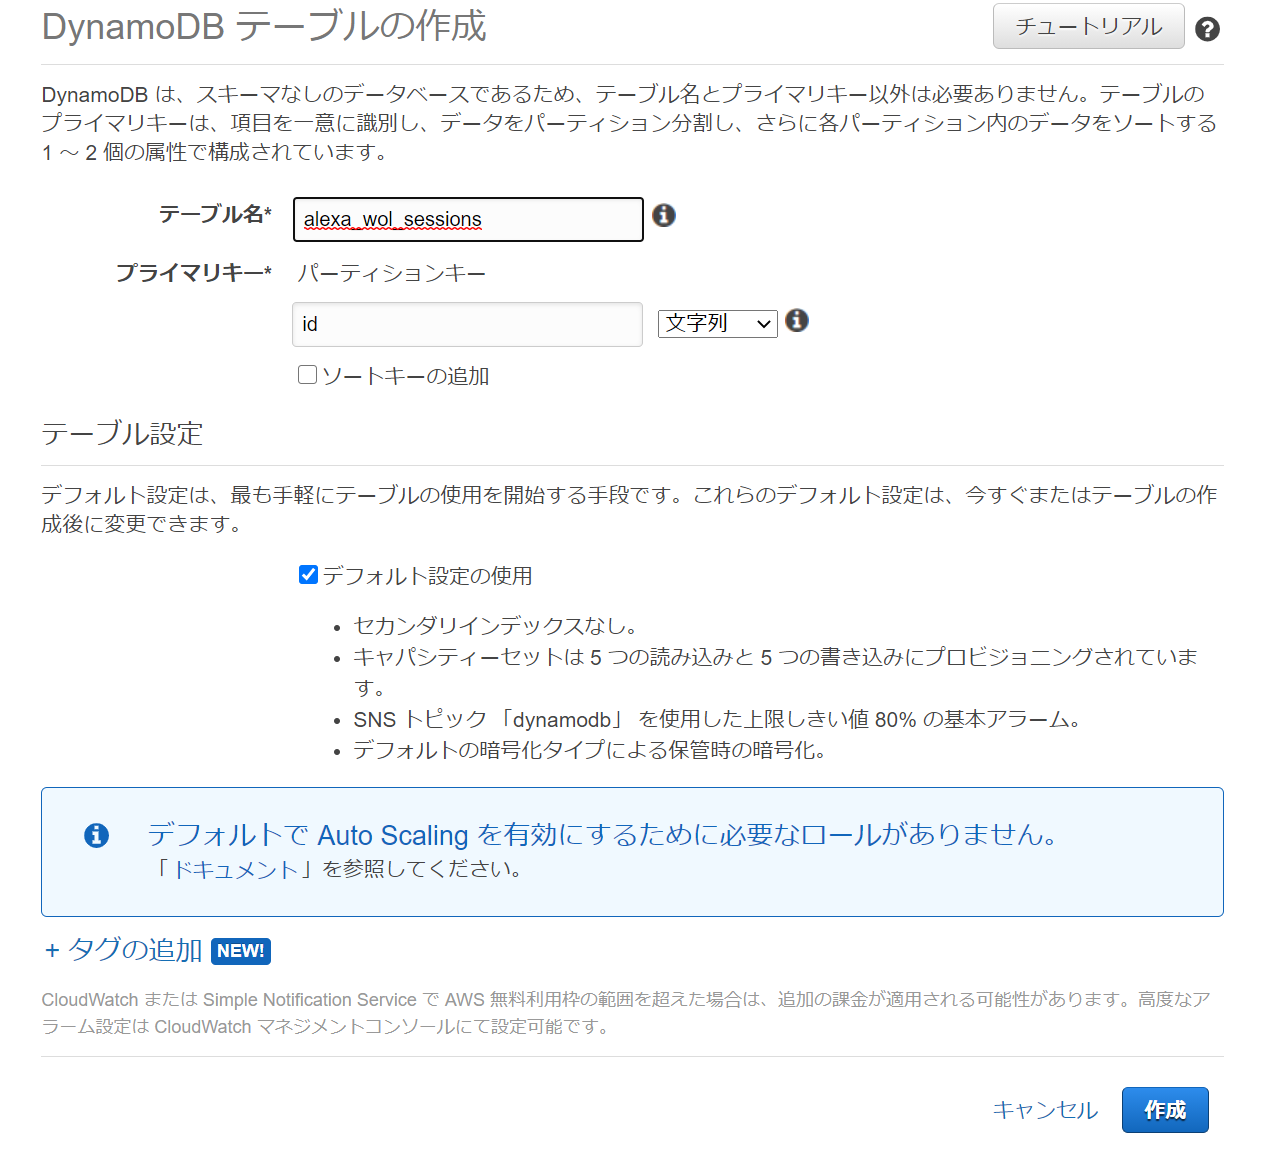 DynamoDB テーブルの作成
チュートリアル
DynamoDB は、スキーマなしのデータベースであるため、テーブル名とプライマリキー以外は必要ありません。テーブルの
プライマリキーは、項目を一意に識別し、データをパーティション分割し、さらに各パーティション内のデータをソートする
1 ～ 2 個の属性で構成されています。
テーブル名* alexa_wol_sessions
プライマリキー* パーティションキー
id 文字列
ソートキーの追加
テーブル設定
デフォルト設定は、最も手軽にテーブルの使用を開始する手段です。これらのデフォルト設定は、今すぐまたはテーブルの作
成後に変更できます。
デフォルト設定の使用
• セカンダリインデックスなし。
• キャパシティーセットは 5 つの読み込みと 5 つの書き込みにプロビジョニングされていま
す。
• SNS トピック 「dynamodb」 を使用した上限しきい値 80% の基本アラーム。
• デフォルトの暗号化タイプによる保管時の暗号化。
デフォルトで Auto Scaling を有効にするために必要なロールがありません。
「ドキュメント」を参照してください。
+ タグの追加 NEW!
CloudWatch または Simple Notification Service で AWS 無料利用枠の範囲を超えた場合は、追加の課金が適用される可能性があります。高度なア
ラーム設定は CloudWatch マネジメントコンソールにて設定可能です。
キャンセル 作成